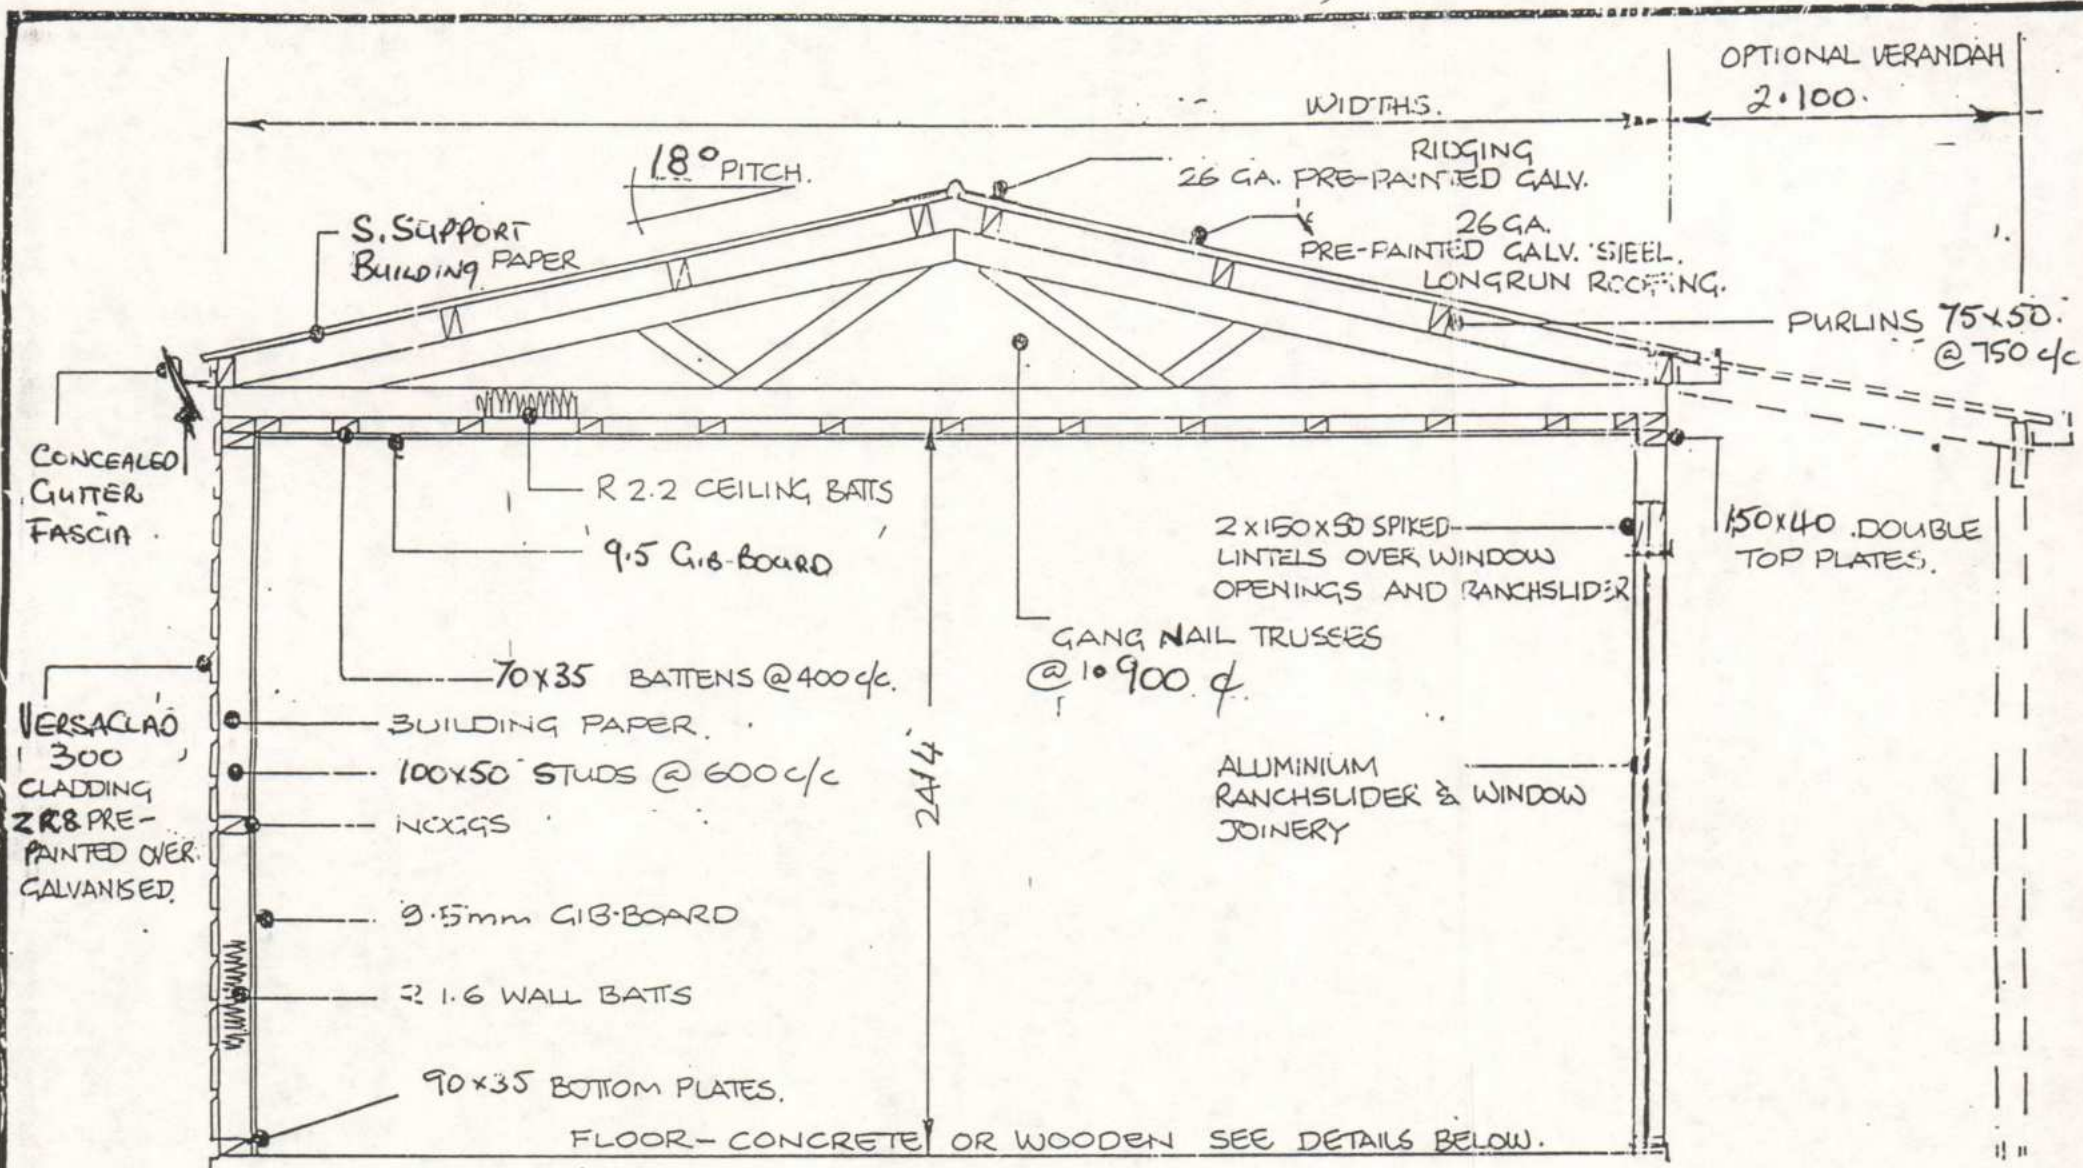 OPTIONAL VERANDAH
2.100.
WIDTHS.
18° PITCH.
RIDGING
26 GA. PRE-PAINTED GALV.
S. SUPPORT
BUILDING PAPER
26 GA.
PRE-PAINTED GALV. STEEL.
LONGRUN ROOFING.
PURLINS 75x50.
@ 750 c/c
CONCEALED
GUTTER
FASCIA.
R 2.2 CEILING BATTS
9.5 GIB-BOARD
2x150x50 SPIKED
LINTELS OVER WINDOW
OPENINGS AND RANCHSLIDER
150x40 DOUBLE
TOP PLATES.
GANG NAIL TRUSSES
@ 900 ₵
70x35 BATTENS @ 400 c/c.
VERSACLAD
300
CLADDING
ZR8 PRE-
PAINTED OVER
GALVANISED.
BUILDING PAPER.
100x50 STUDS @ 600 c/c
2414
ALUMINIUM
RANCHSLIDER & WINDOW
JOINERY
NOGGS
9.5mm GIB-BOARD
R 1.6 WALL BATTS
90x35 BOTTOM PLATES.
FLOOR - CONCRETE OR WOODEN SEE DETAILS BELOW.